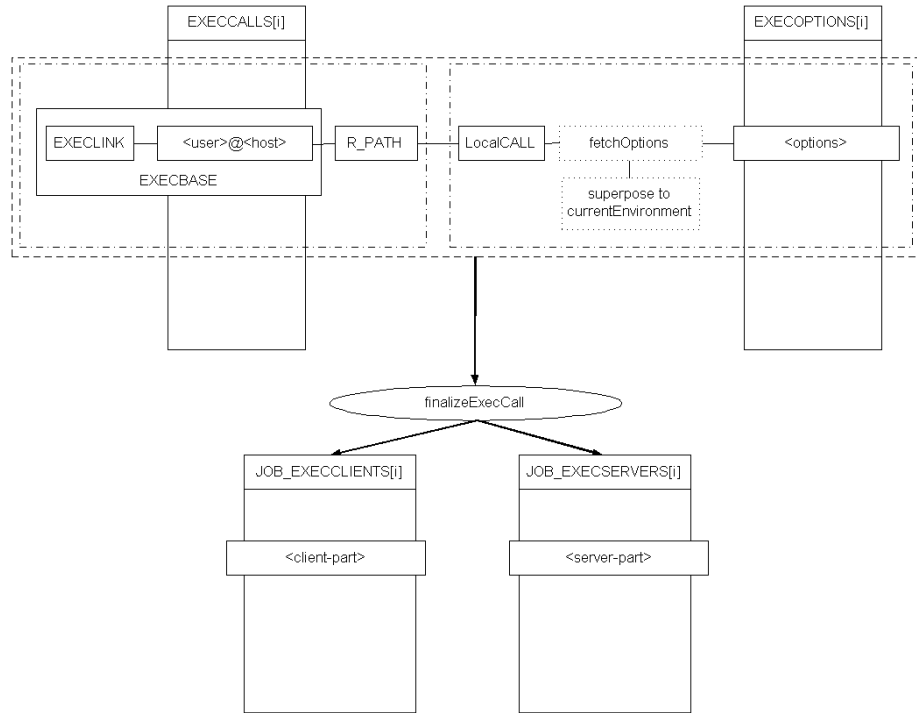 EXECCALLS[i]
EXECOPTIONS[i]
EXECLINK
<user>@<host>
R_PATH
LocalCALL
fetchOptions
<options>
EXECBASE
superpose to
currentEnvironment
finalizeExecCall
JOB_EXECCLIENTS[i]
JOB_EXECSERVERS[i]
<client-part>
<server-part>